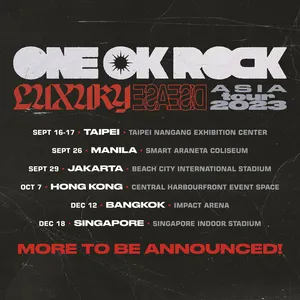 ONE OK ROCK
LUXURY DISEASE
ASIA
tour
2023
SEPT 16-17 • TAIPEI • TAIPEI NANGANG EXHIBITION CENTER
SEPT 26 • MANILA • SMART ARANETA COLISEUM
SEPT 29 • JAKARTA • BEACH CITY INTERNATIONAL STADIUM
OCT 7 • HONG KONG • CENTRAL HARBOURFRONT EVENT SPACE
DEC 12 • BANGKOK • IMPACT ARENA
DEC 18 • SINGAPORE • SINGAPORE INDOOR STADIUM
MORE TO BE ANNOUNCED!